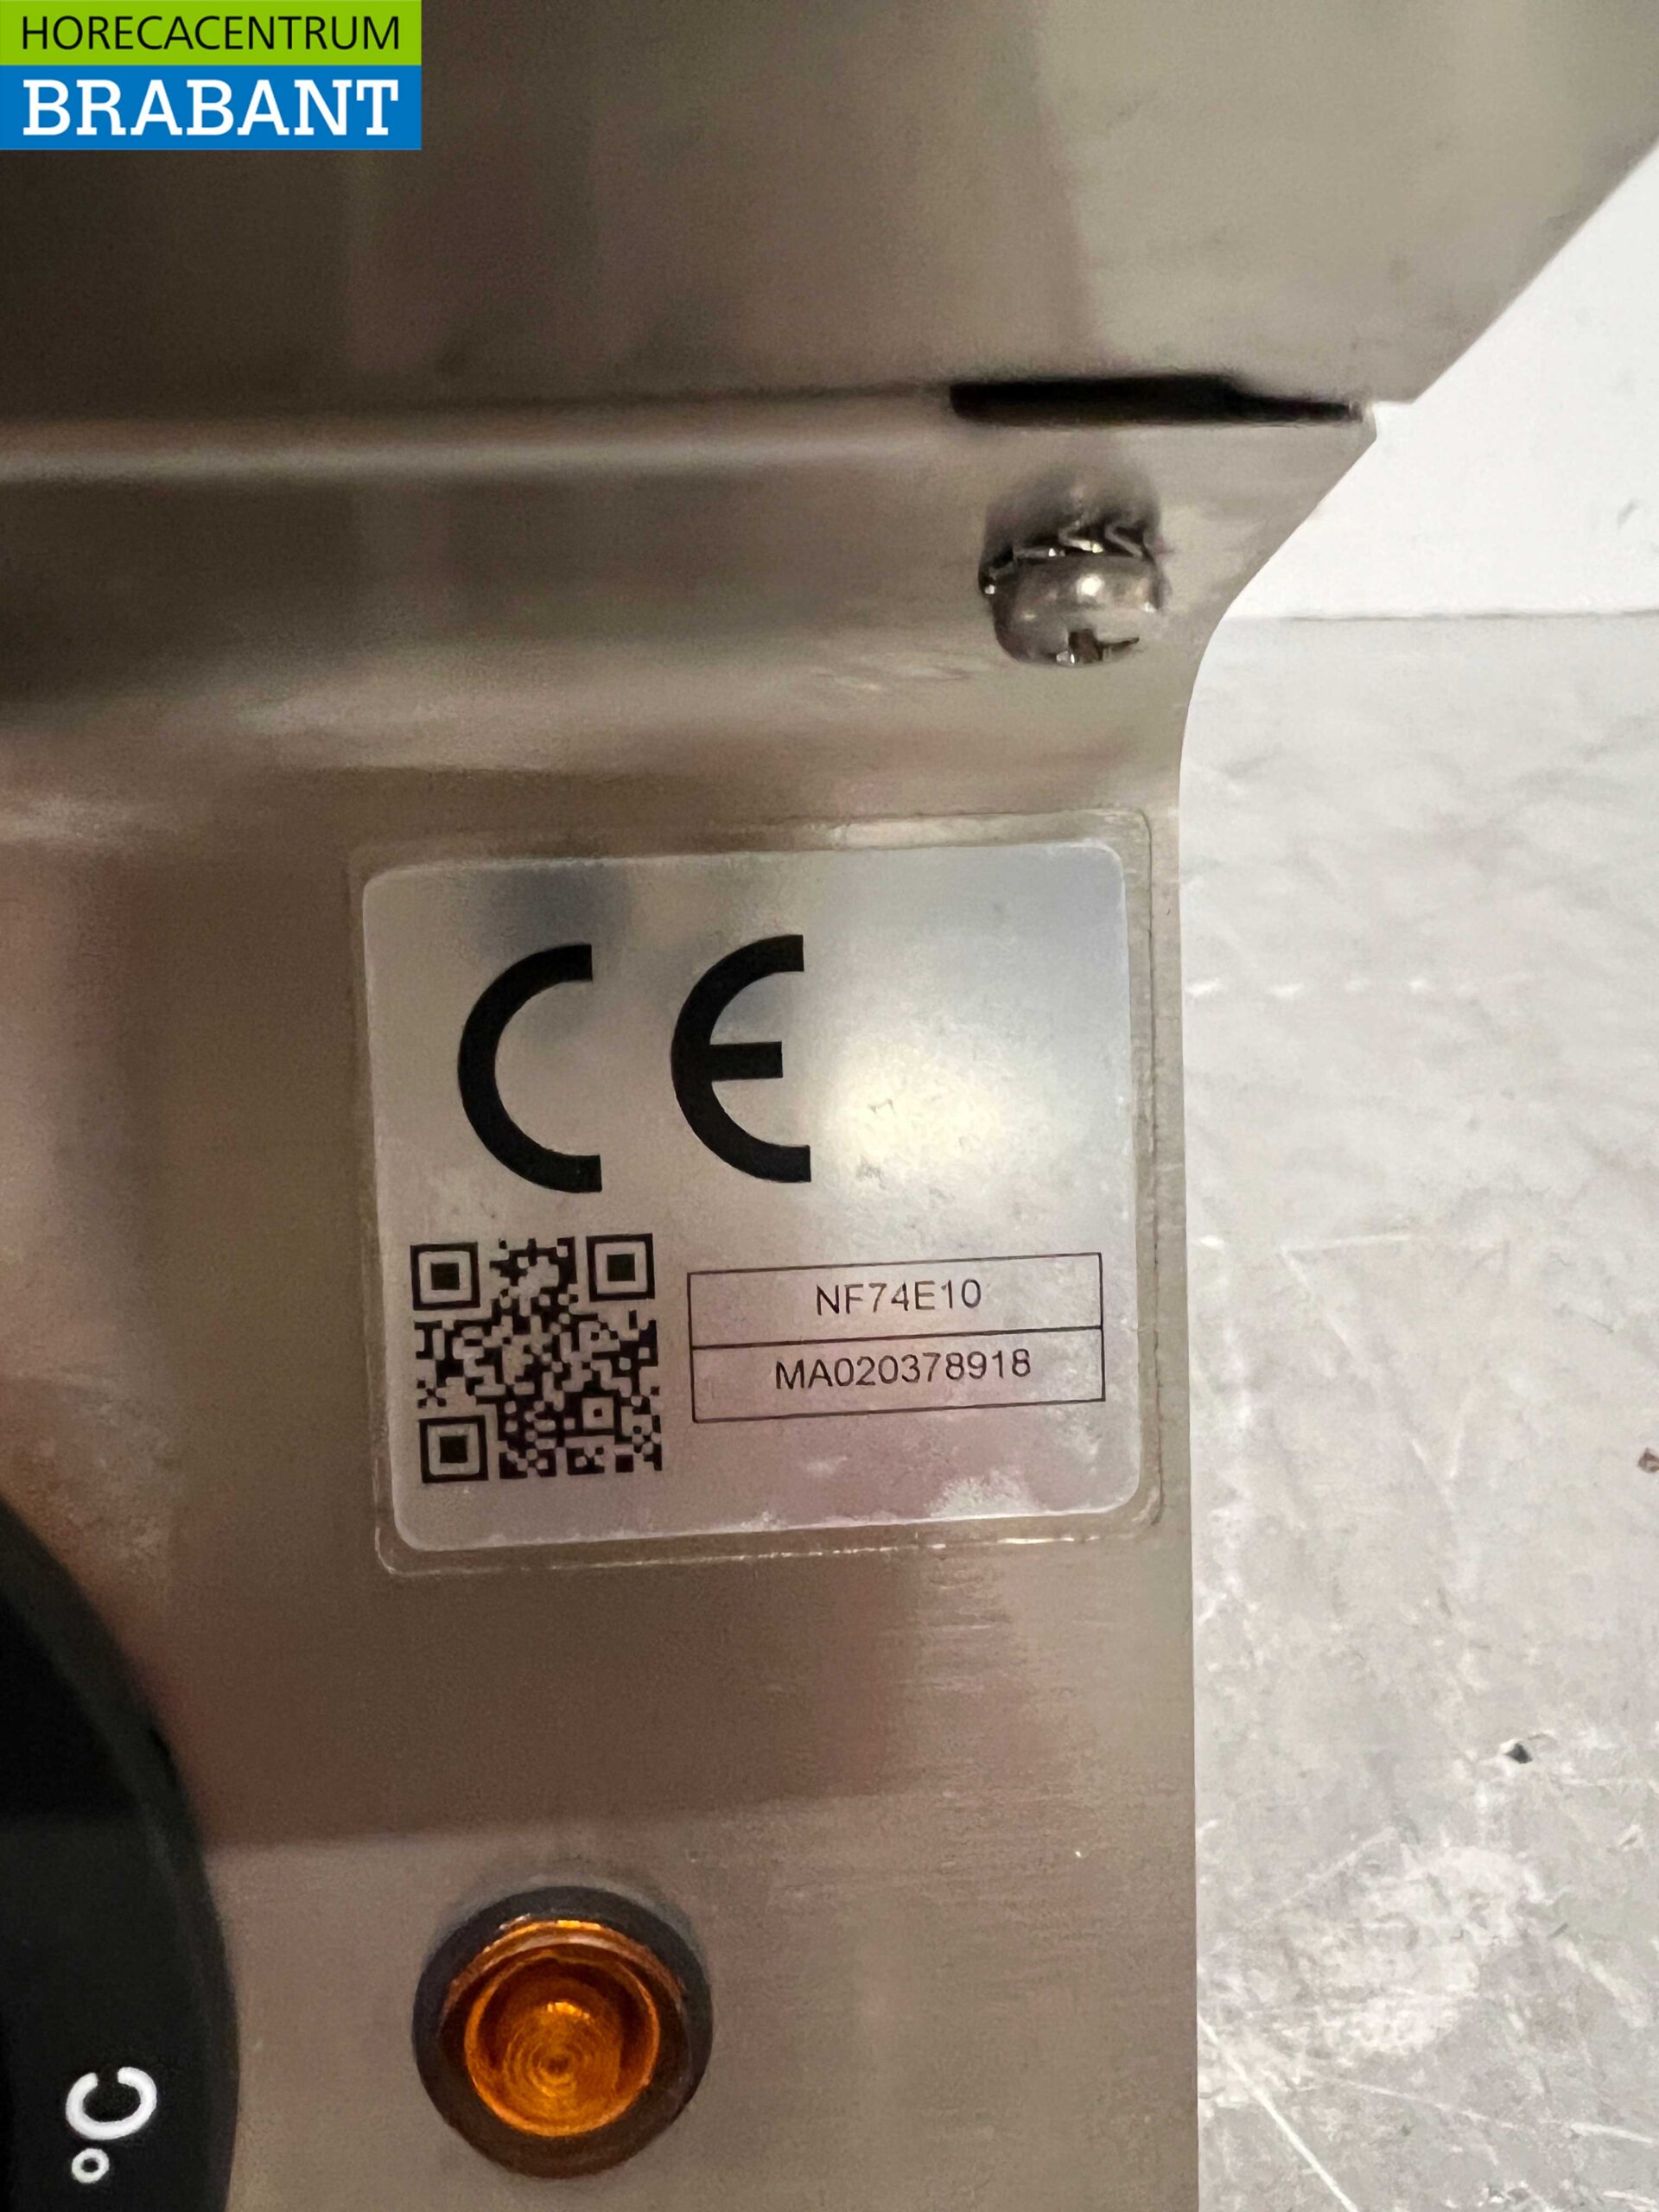 HORECACENTRUM
BRABANT
CE
NF74E10
MA020378918
°C